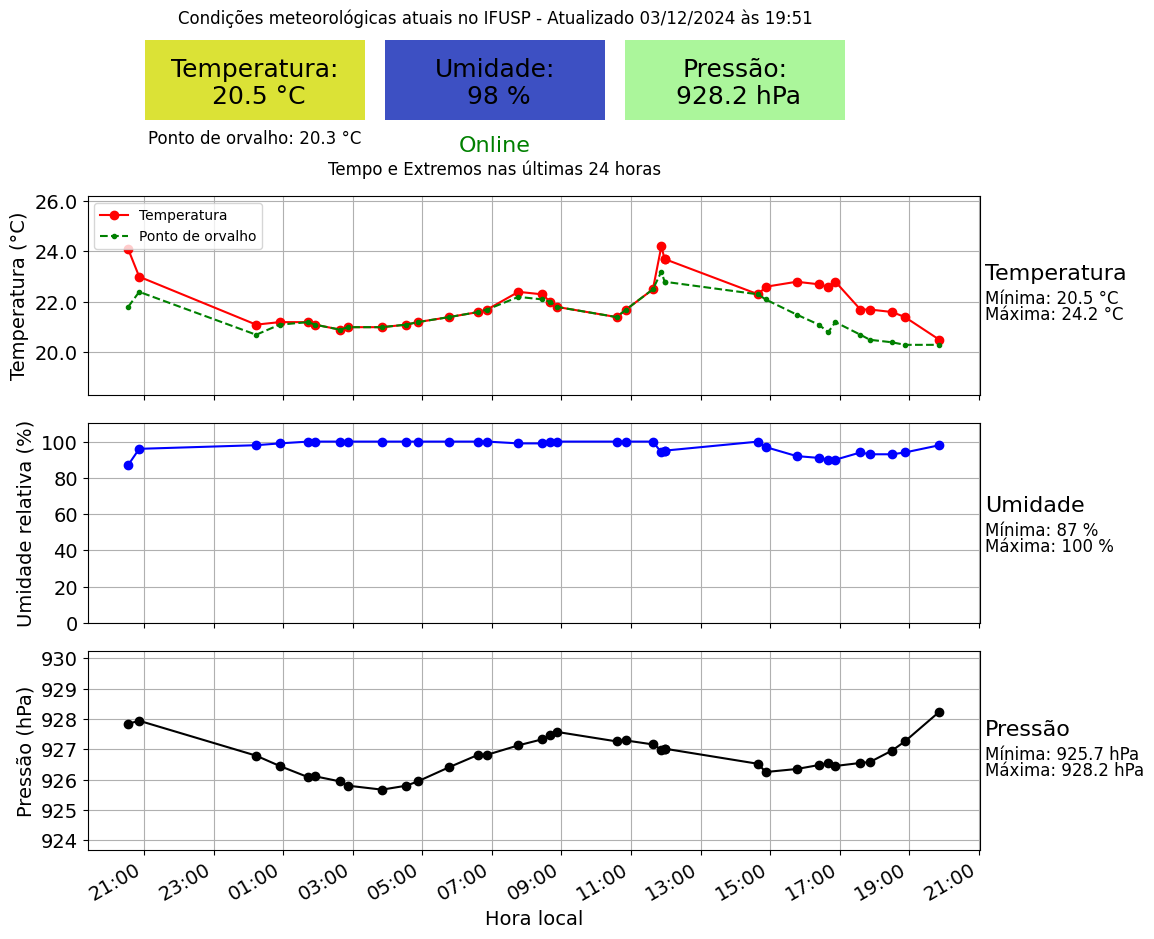 Condições meteorológicas atuais no IFUSP - Atualizado 03/12/2024 às 19:51
Temperatura:
20.5 °C
Umidade:
98 %
Pressão:
928.2 hPa
Ponto de orvalho: 20.3 °C
Online
Tempo e Extremos nas últimas 24 horas
Temperatura (°C)
26.0
24.0
22.0
20.0
Temperatura
Ponto de orvalho
Temperatura
Mínima: 20.5 °C
Máxima: 24.2 °C
Umidade relativa (%)
100
80
60
40
20
0
Umidade
Mínima: 87 %
Máxima: 100 %
Pressão (hPa)
930
929
928
927
926
925
924
Pressão
Mínima: 925.7 hPa
Máxima: 928.2 hPa
21:00 23:00 01:00 03:00 05:00 07:00 09:00 11:00 13:00 15:00 17:00 19:00 21:00
Hora local